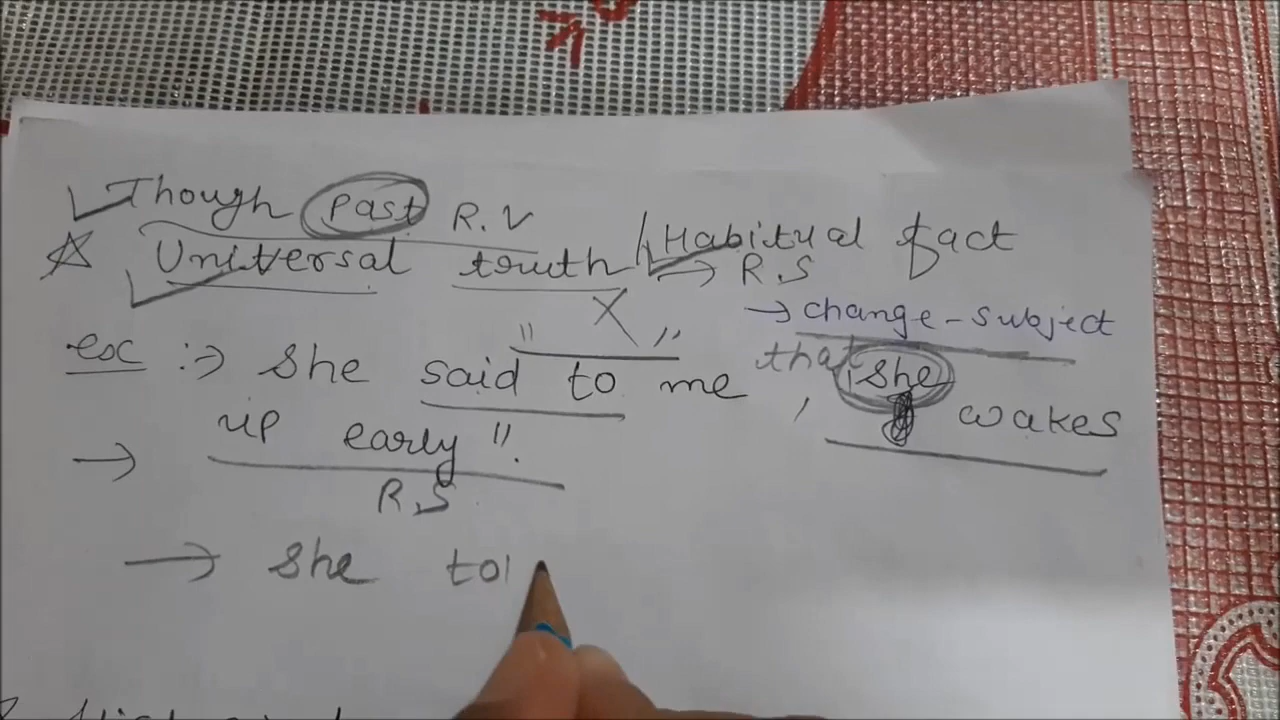 Though past R.V
☆ Universal truth / Habitual fact
→ R.S
→ change-subject
" X "
ex :→ She said to me that, she wakes
→ up early".
R.S
→ She tol